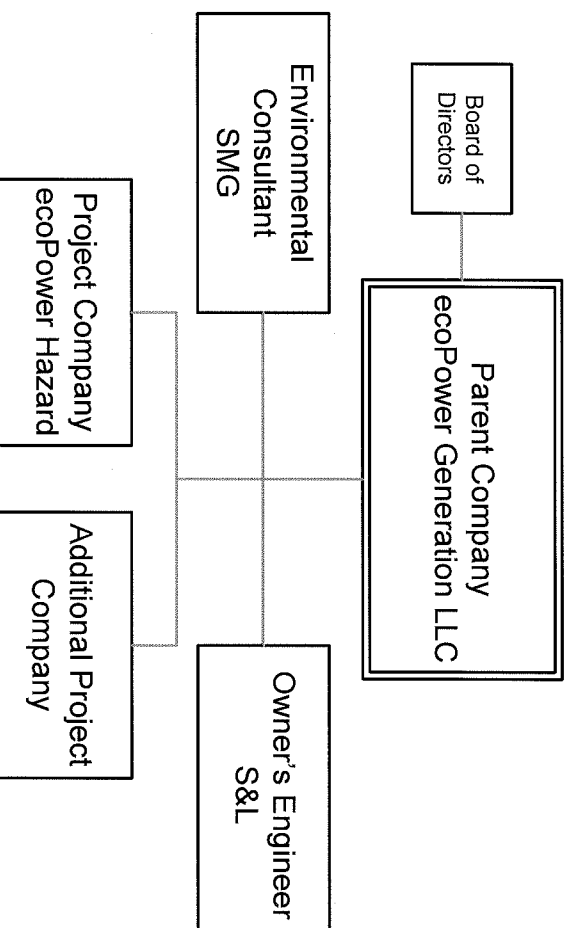 Parent Company
ecoPower Generation LLC
Board of
Directors
Environmental
Consultant
SMG
Owner's Engineer
S&L
Project Company
ecoPower Hazard
Additional Project
Company